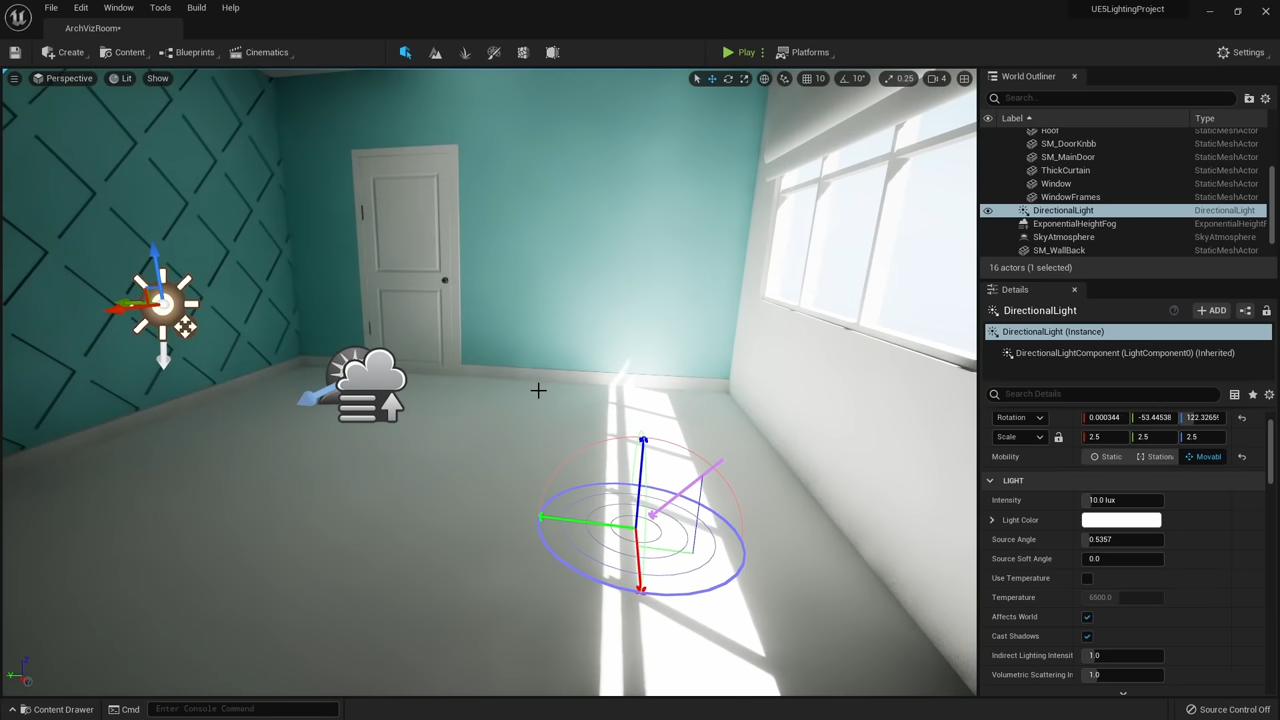 File Edit Window Tools Build Help
UE5LightingProject
ArchVizRoom•
Create Content Blueprints Cinematics Play Platforms Settings
Perspective Lit Show 10 10° 0.25 4
World Outliner
Search...
Label Type
Roof StaticMeshActor
SM_DoorKnbb StaticMeshActor
SM_MainDoor StaticMeshActor
ThickCurtain StaticMeshActor
Window StaticMeshActor
WindowFrames StaticMeshActor
DirectionalLight DirectionalLight
ExponentialHeightFog ExponentialHeightF
SkyAtmosphere SkyAtmosphere
SM_WallBack StaticMeshActor
16 actors (1 selected)
Details
DirectionalLight + ADD
DirectionalLight (Instance)
DirectionalLightComponent (LightComponent0) (Inherited)
Search Details
Rotation 0.000344 -53.44538 122.32659
Scale 2.5 2.5 2.5
Mobility Static Station Movabl
LIGHT
Intensity 10.0 lux
Light Color
Source Angle 0.5357
Source Soft Angle 0.0
Use Temperature
Temperature 6500.0
Affects World
Cast Shadows
Indirect Lighting Intensit 1.0
Volumetric Scattering In 1.0
Content Drawer Cmd Enter Console Command Source Control Off